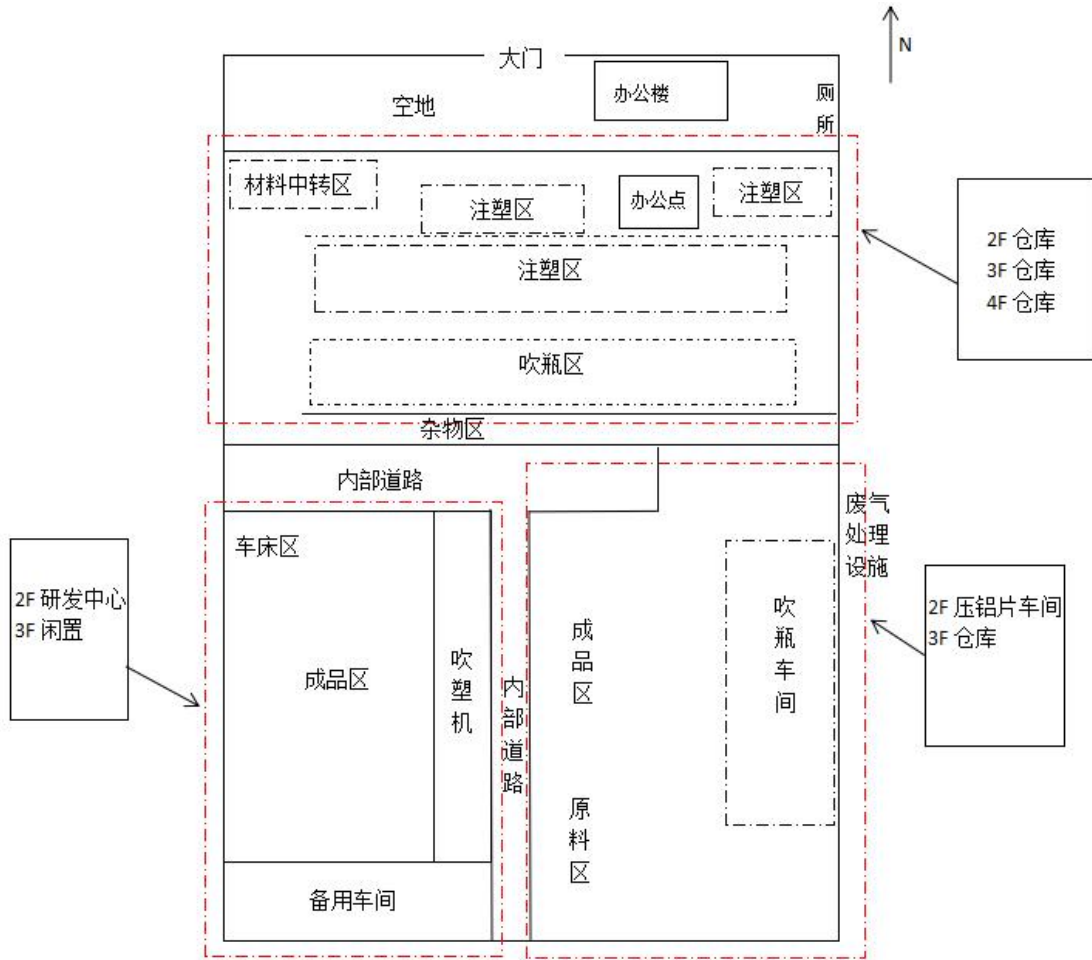 大门
N
办公楼
厕所
空地
材料中转区
注塑区
办公点
注塑区
2F 仓库
3F 仓库
4F 仓库
注塑区
吹瓶区
杂物区
内部道路
废气
处理
设施
车床区
2F 研发中心
3F 闲置
成品区
吹塑机
内部道路
成品区
吹瓶车间
2F 压铝片车间
3F 仓库
原料区
备用车间